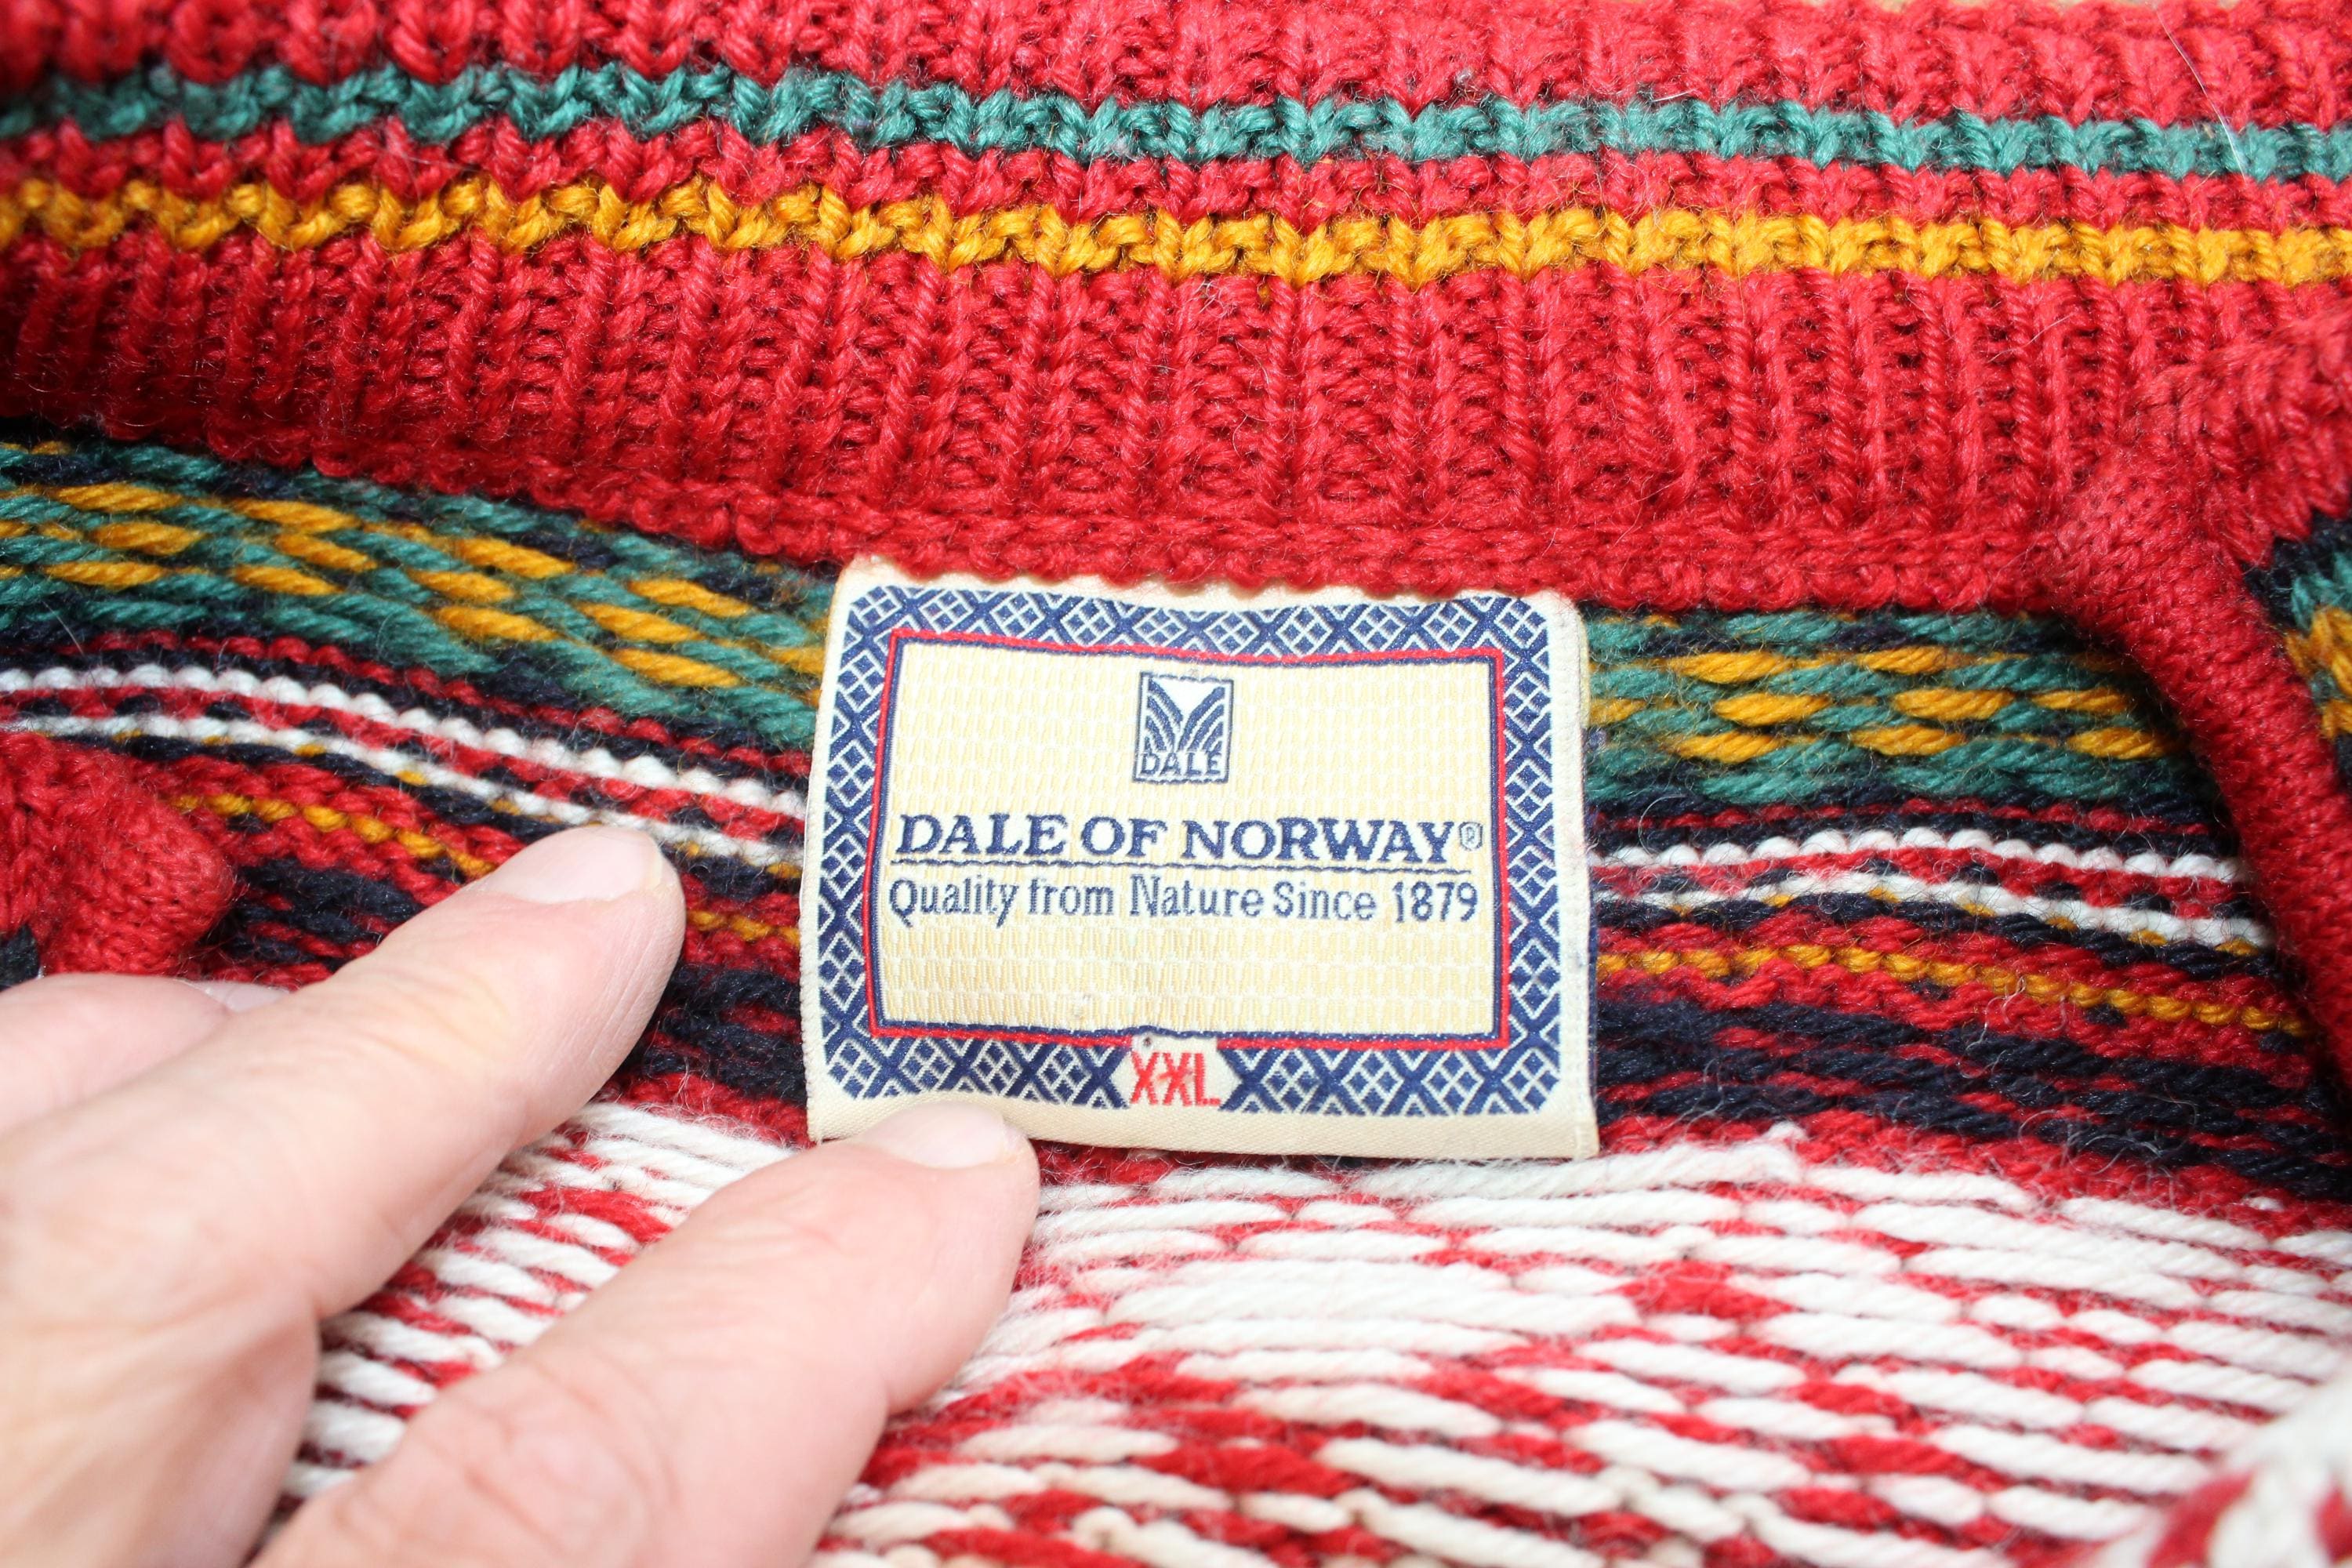 DALE
DALE OF NORWAY®
Quality from Nature Since 1879
XXL